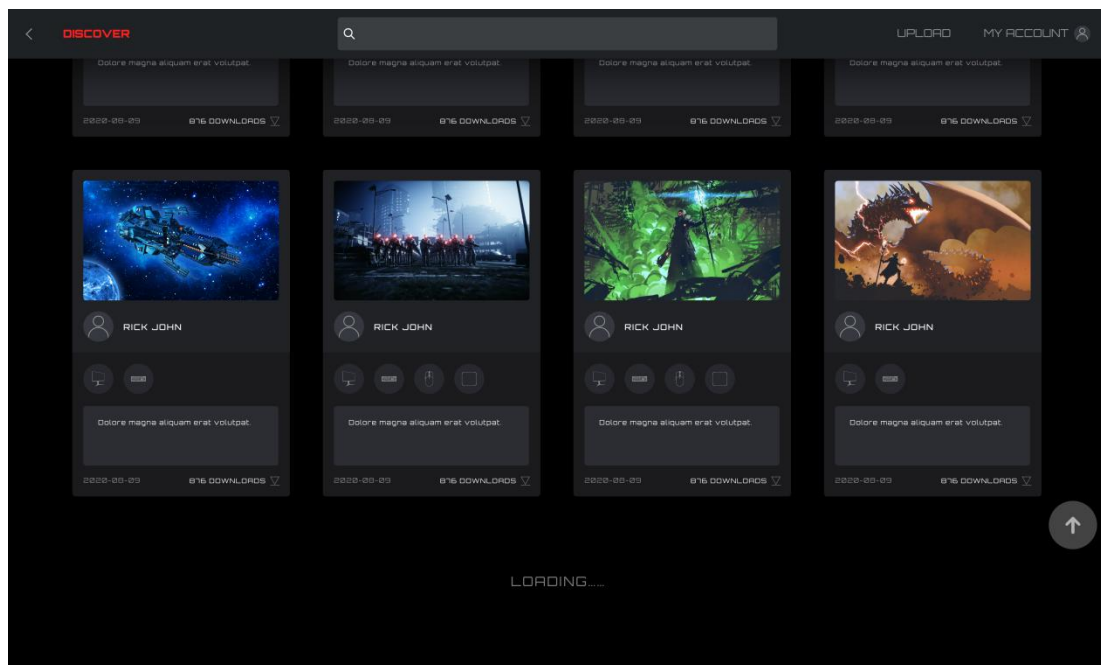 DISCOVER
UPLOAD
MY ACCOUNT
Dolore magna aliquam erat volutpat.
Dolore magna aliquam erat volutpat.
Dolore magna aliquam erat volutpat.
Dolore magna aliquam erat volutpat.
2020-08-09 876 DOWNLOADS
2020-08-09 876 DOWNLOADS
2020-08-09 876 DOWNLOADS
2020-08-09 876 DOWNLOADS
RICK JOHN
RICK JOHN
RICK JOHN
RICK JOHN
Dolore magna aliquam erat volutpat.
Dolore magna aliquam erat volutpat.
Dolore magna aliquam erat volutpat.
Dolore magna aliquam erat volutpat.
2020-08-09 876 DOWNLOADS
2020-08-09 876 DOWNLOADS
2020-08-09 876 DOWNLOADS
2020-08-09 876 DOWNLOADS
LOADING......